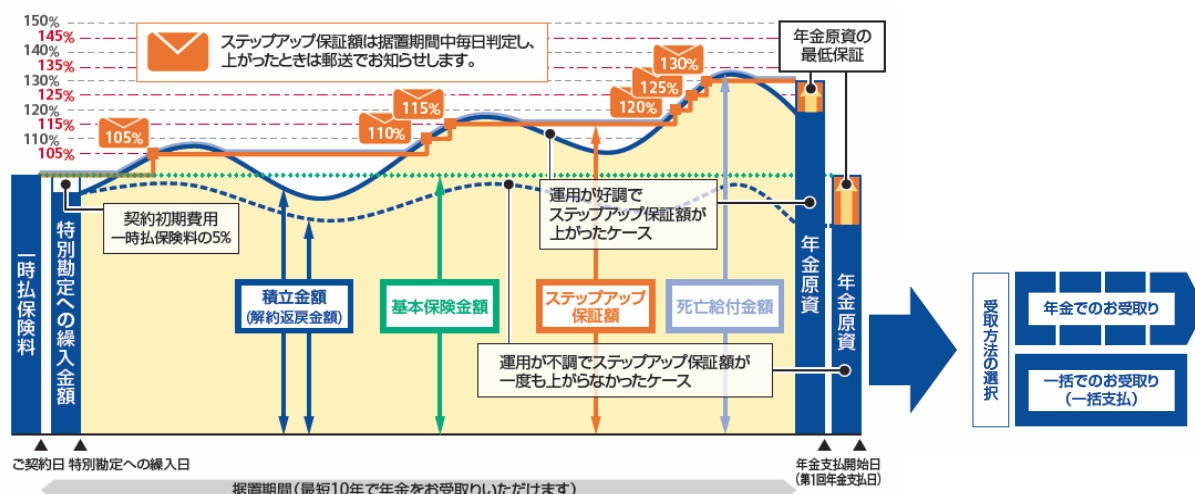 150%
145%
140%
135%
130%
125%
120%
115%
110%
105%
ステップアップ保証額は据置期間中毎日判定し、
上がったときは郵送でお知らせします。
105%
110%
115%
120%
125%
130%
年金原資の
最低保証
契約初期費用
一時払保険料の5%
運用が好調で
ステップアップ保証額が
上がったケース
一時払保険料
特別勘定への繰入金額
積立金額
(解約返戻金額)
基本保険金額
ステップアップ
保証額
死亡給付金額
運用が不調でステップアップ保証額が
一度も上がらなかったケース
年金原資
年金原資
受取方法の選択
年金でのお受取り
一括でのお受取り
(一括支払)
ご契約日
特別勘定への繰入日
年金支払開始日
(第1回年金支払日)
据置期間(最短10年で年金をお受取りいただけます)